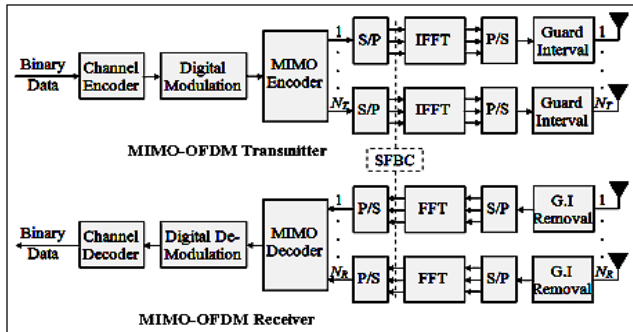 Binary
Data
Channel
Encoder
Digital
Modulation
MIMO
Encoder
1
S/P
IFFT
P/S
Guard
Interval
1
N_T
S/P
IFFT
P/S
Guard
Interval
N_T
MIMO-OFDM Transmitter
SFBC
Binary
Data
Channel
Decoder
Digital De-
Modulation
MIMO
Decoder
1
P/S
FFT
S/P
G.I
Removal
1
N_R
P/S
FFT
S/P
G.I
Removal
N_R
MIMO-OFDM Receiver